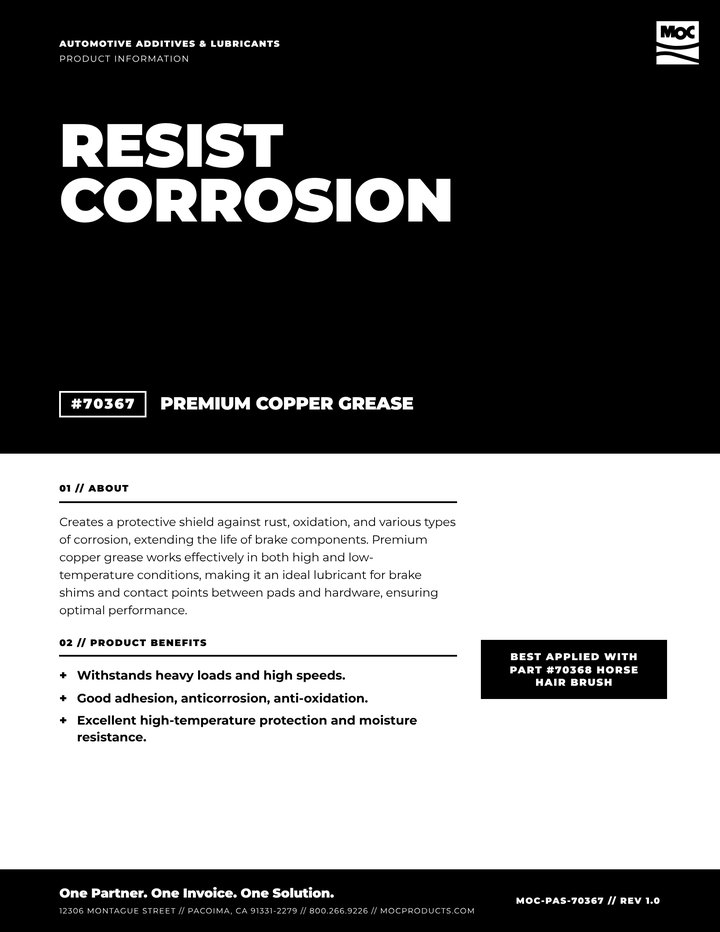 AUTOMOTIVE ADDITIVES & LUBRICANTS
PRODUCT INFORMATION
MOC
RESIST
CORROSION
#70367
PREMIUM COPPER GREASE
01 // ABOUT
Creates a protective shield against rust, oxidation, and various types
of corrosion, extending the life of brake components. Premium
copper grease works effectively in both high and low-
temperature conditions, making it an ideal lubricant for brake
shims and contact points between pads and hardware, ensuring
optimal performance.
02 // PRODUCT BENEFITS
+ Withstands heavy loads and high speeds.
+ Good adhesion, anticorrosion, anti-oxidation.
+ Excellent high-temperature protection and moisture
resistance.
BEST APPLIED WITH
PART #70368 HORSE
HAIR BRUSH
One Partner. One Invoice. One Solution.
12306 MONTAGUE STREET // PACOIMA, CA 91331-2279 // 800.266.9226 // MOCPRODUCTS.COM
MOC-PAS-70367 // REV 1.0